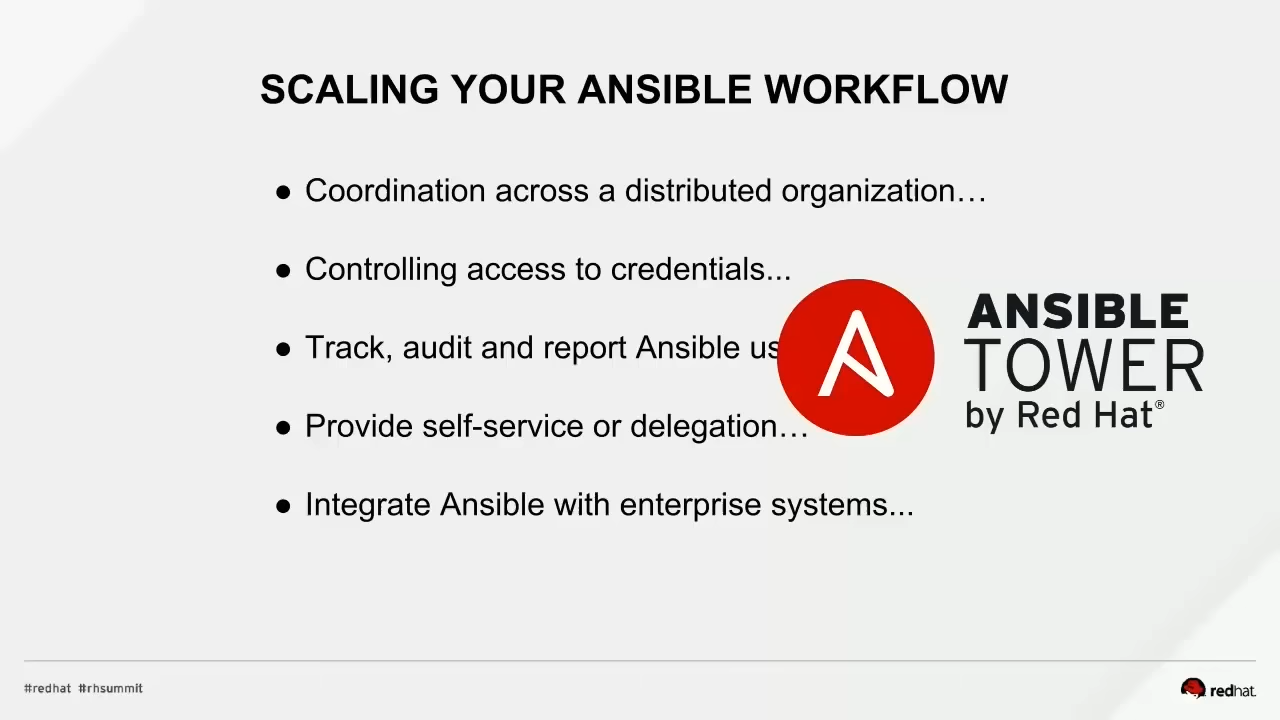 SCALING YOUR ANSIBLE WORKFLOW
● Coordination across a distributed organization…
● Controlling access to credentials...
● Track, audit and report Ansible
● Provide self-service or delegation…
● Integrate Ansible with enterprise systems...
ANSIBLE
TOWER
by Red Hat®
#redhat #rhsummit
redhat.